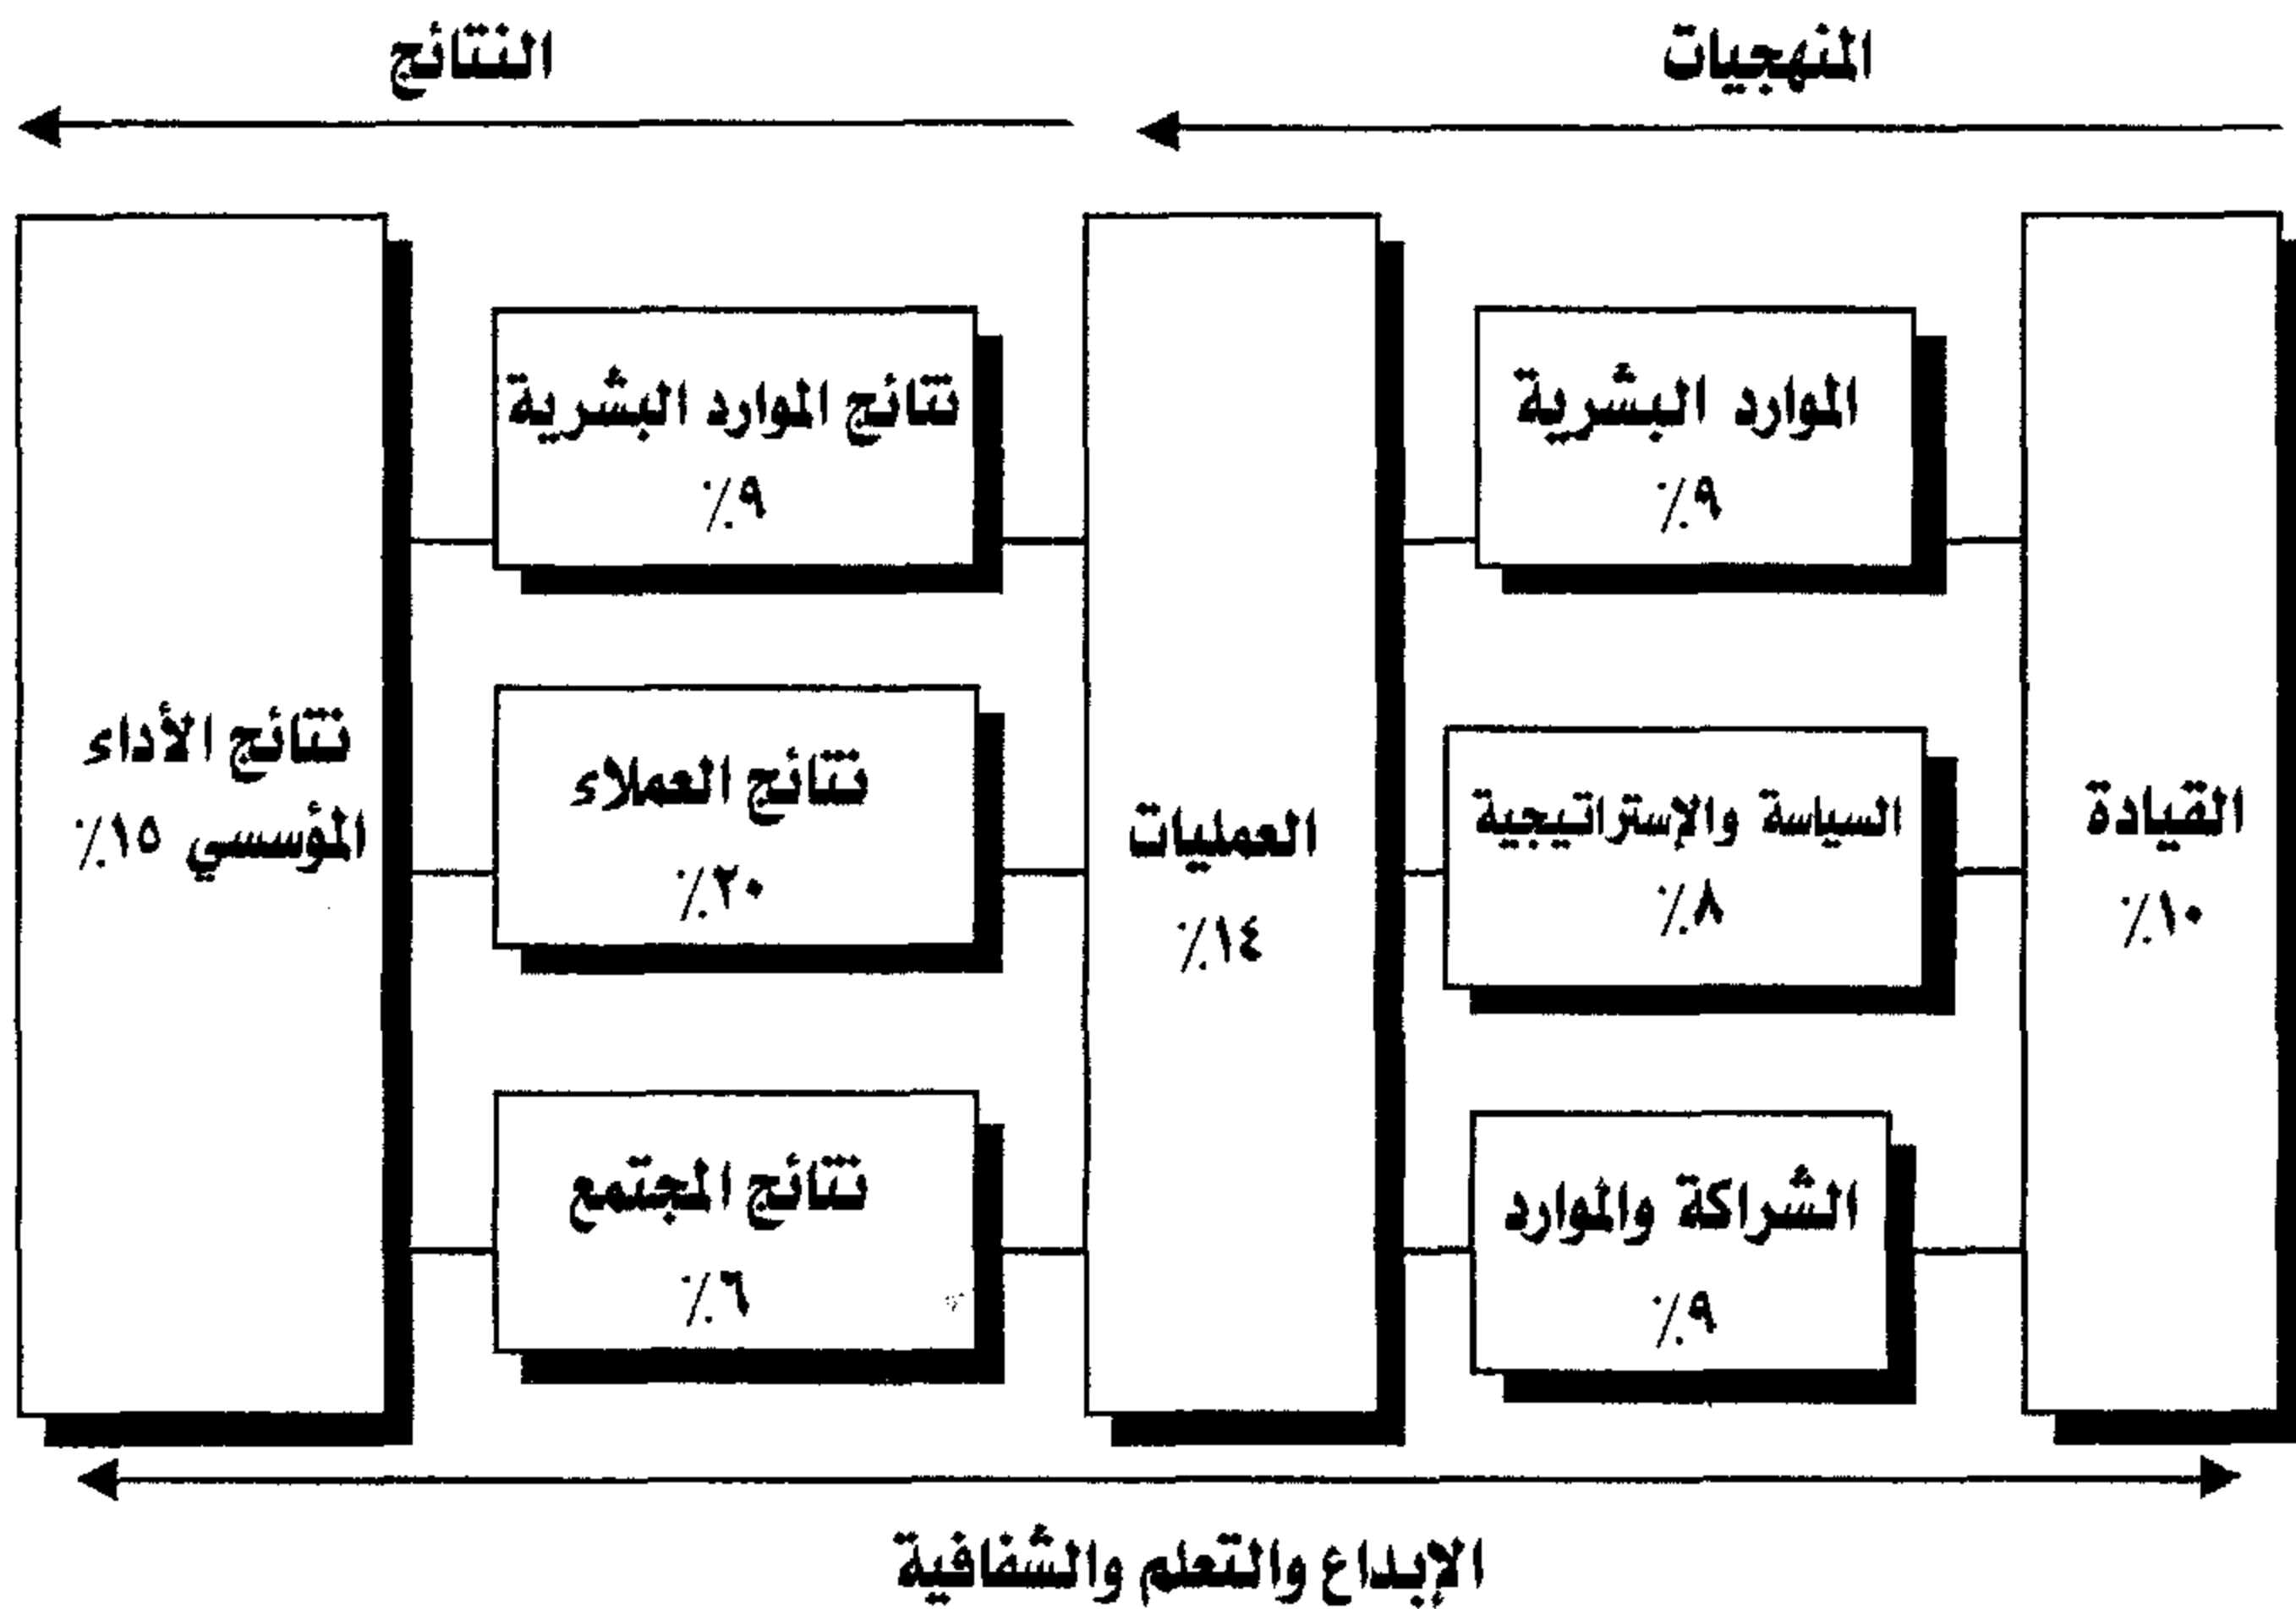 المنهجيات
النتائج
القيادة
٪١٠
الموارد البشرية
٪٩
السياسة والإستراتيجية
٪٨
الشراكة والموارد
٪٩
العمليات
٪١٤
نتائج الموارد البشرية
٪٩
نتائج العملاء
٪٢٠
نتائج المجتمع
٪٦
نتائج الأداء
المؤسسي ١٥٪
الإبداع والتعلم والشفافية